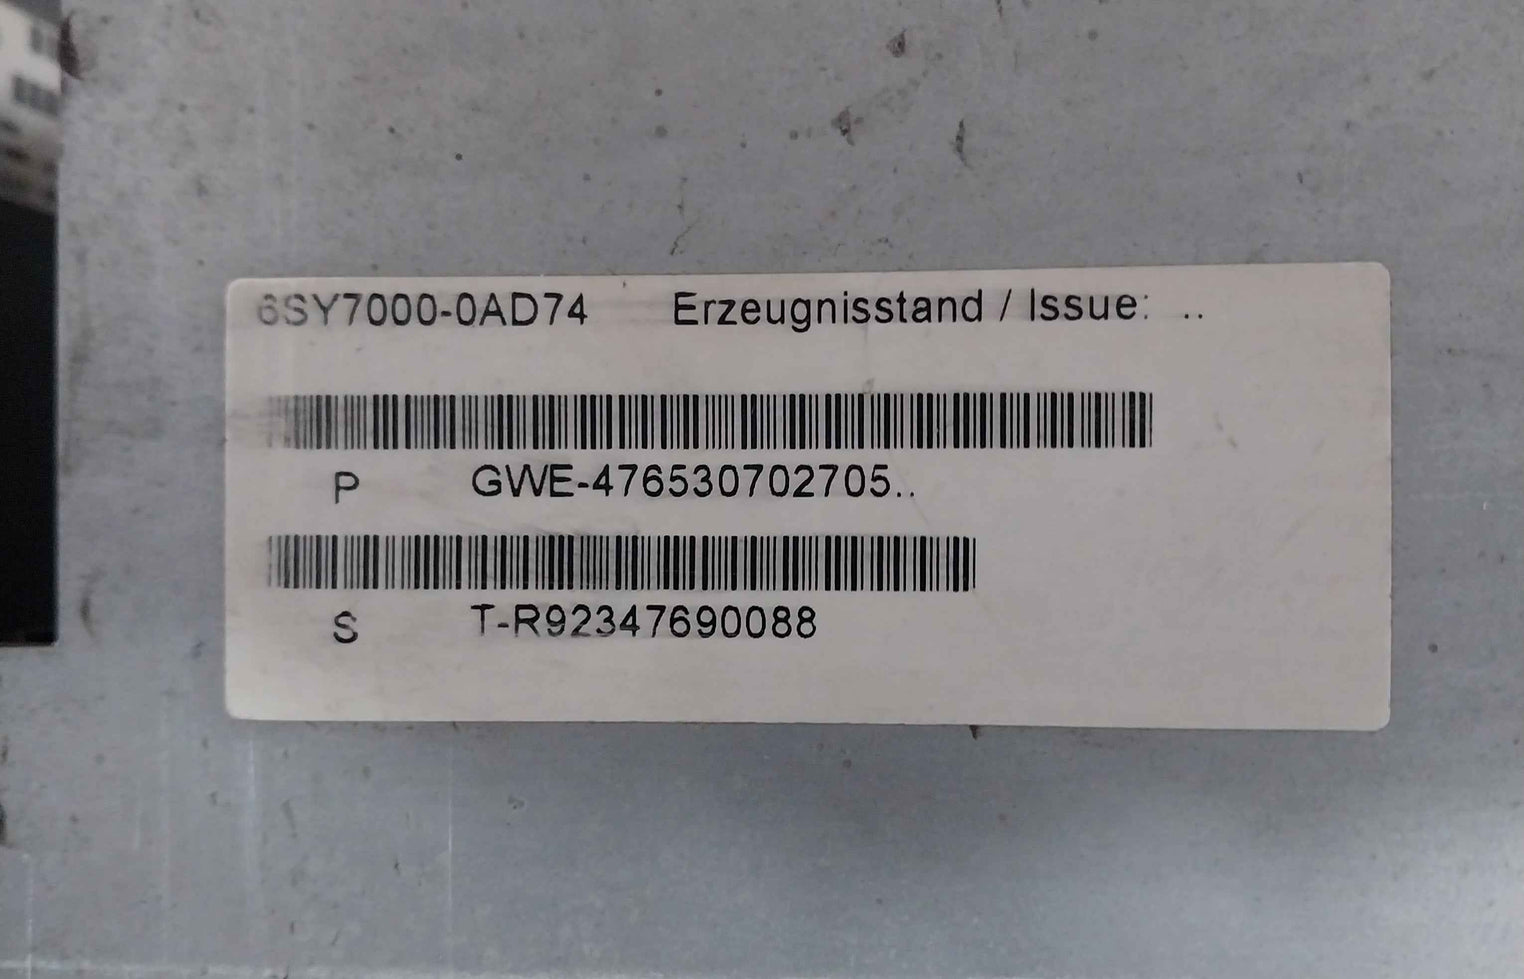 6SY7000-0AD74 Erzeugnisstand / Issue: ..
P GWE-476530702705..
S T-R92347690088